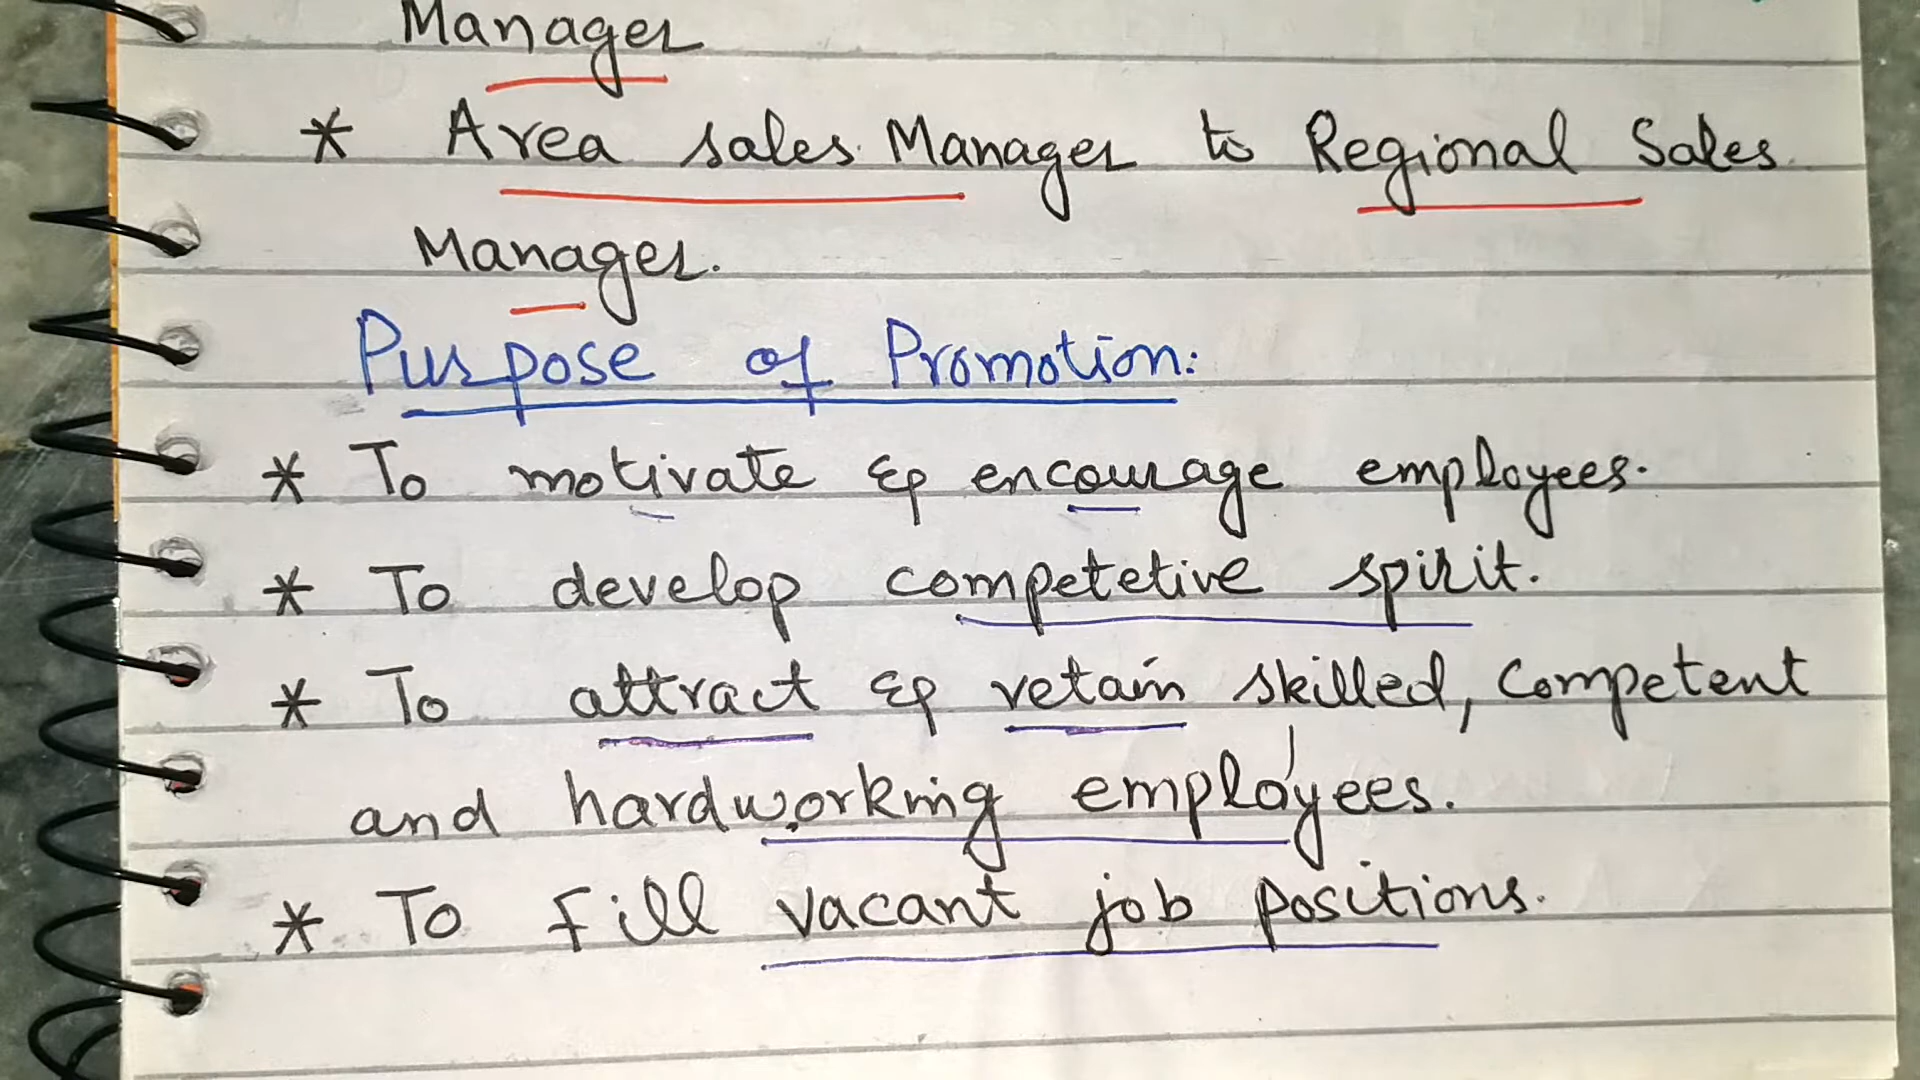 Manager
* Area sales Manager to Regional Sales
Manager.
Purpose of Promotion:
* To motivate & encourage employees.
* To develop competetive spirit.
* To attract & retain skilled, Competent
and hardworking employees.
* To Fill vacant job positions.